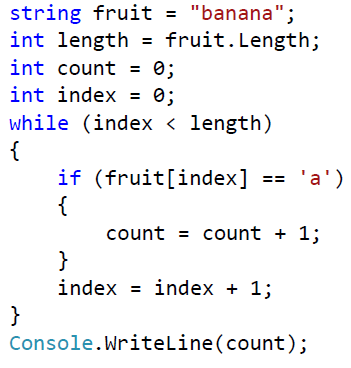 string fruit = "banana";
int length = fruit.Length;
int count = 0;
int index = 0;
while (index < length)
{
    if (fruit[index] == 'a')
    {
        count = count + 1;
    }
    index = index + 1;
}
Console.WriteLine(count);